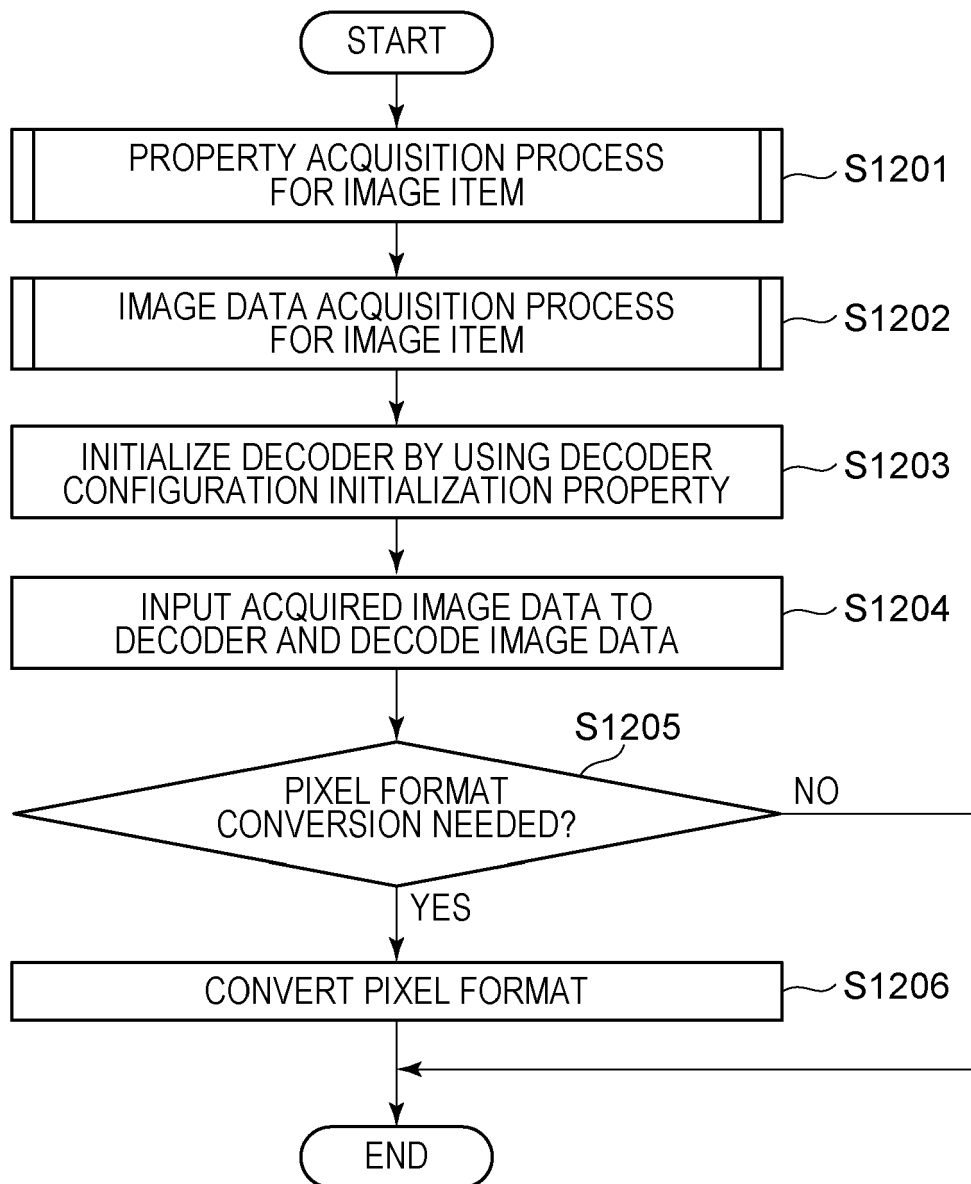 START
PROPERTY ACQUISITION PROCESS
FOR IMAGE ITEM
S1201
IMAGE DATA ACQUISITION PROCESS
FOR IMAGE ITEM
S1202
INITIALIZE DECODER BY USING DECODER
CONFIGURATION INITIALIZATION PROPERTY
S1203
INPUT ACQUIRED IMAGE DATA TO
DECODER AND DECODE IMAGE DATA
S1204
S1205
PIXEL FORMAT
CONVERSION NEEDED?
NO
YES
CONVERT PIXEL FORMAT
S1206
END